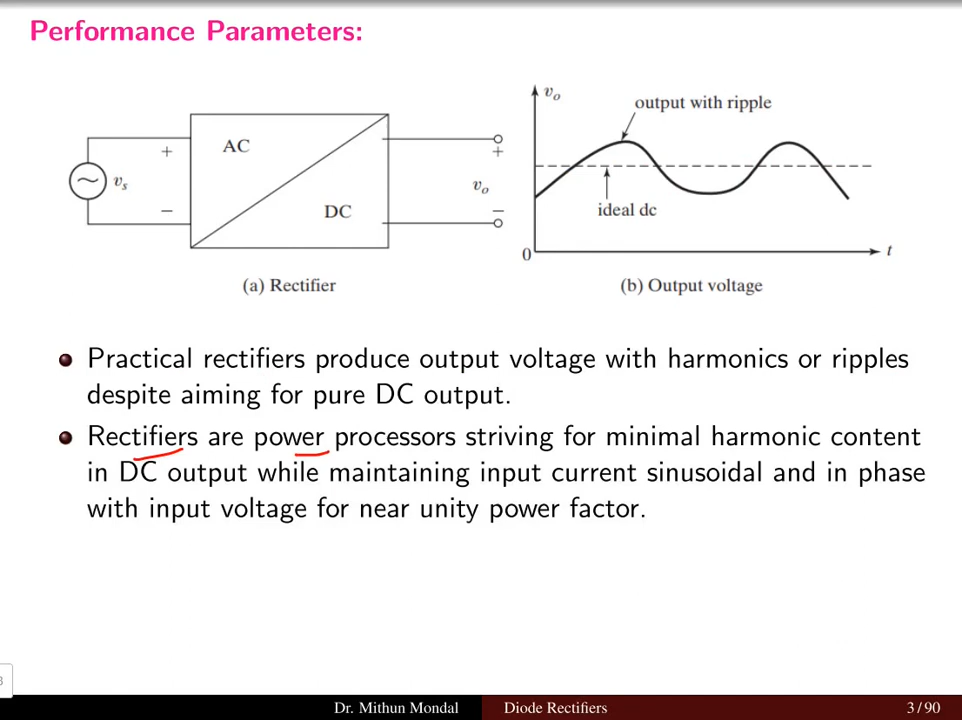 Performance Parameters:
AC
DC
+
−
vs
+
vo
−
(a) Rectifier
vo
output with ripple
ideal dc
0
t
(b) Output voltage
Practical rectifiers produce output voltage with harmonics or ripples
despite aiming for pure DC output.
Rectifiers are power processors striving for minimal harmonic content
in DC output while maintaining input current sinusoidal and in phase
with input voltage for near unity power factor.
Dr. Mithun Mondal Diode Rectifiers 3 / 90